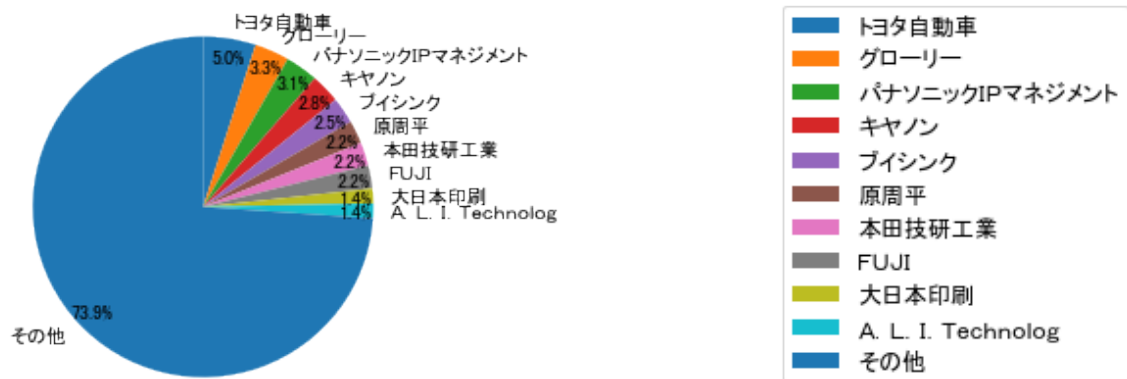 トヨタ自動車
グローリー
パナソニックIPマネジメント
キヤノン
ブイシンク
原周平
本田技研工業
FUJI
大日本印刷
A. L. I. Technolog
その他
5.0%
3.3%
3.1%
2.8%
2.5%
2.2%
2.2%
2.2%
1.4%
1.4%
73.9%
トヨタ自動車
グローリー
パナソニックIPマネジメント
キヤノン
ブイシンク
原周平
本田技研工業
FUJI
大日本印刷
A. L. I. Technolog
その他